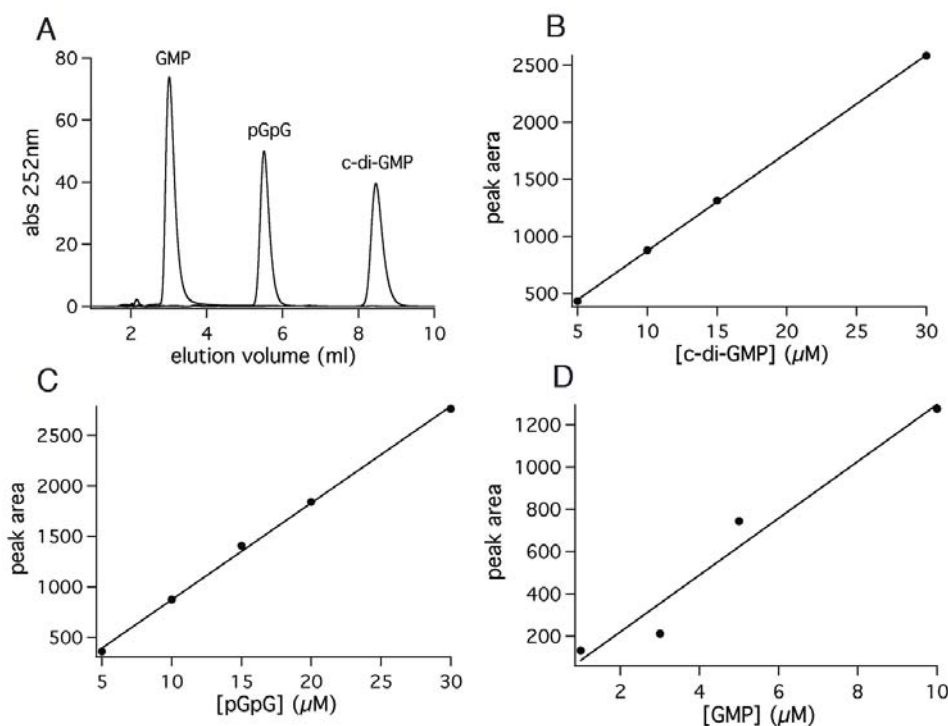 A
GMP
pGpG
c-di-GMP
abs 252nm
80
60
40
20
0
2 4 6 8 10
elution volume (ml)
B
peak aera
2500
2000
1500
1000
500
5 10 15 20 25 30
[c-di-GMP] (µM)
C
peak area
2500
2000
1500
1000
500
5 10 15 20 25 30
[pGpG] (µM)
D
peak area
1200
1000
800
600
400
200
2 4 6 8 10
[GMP] (µM)